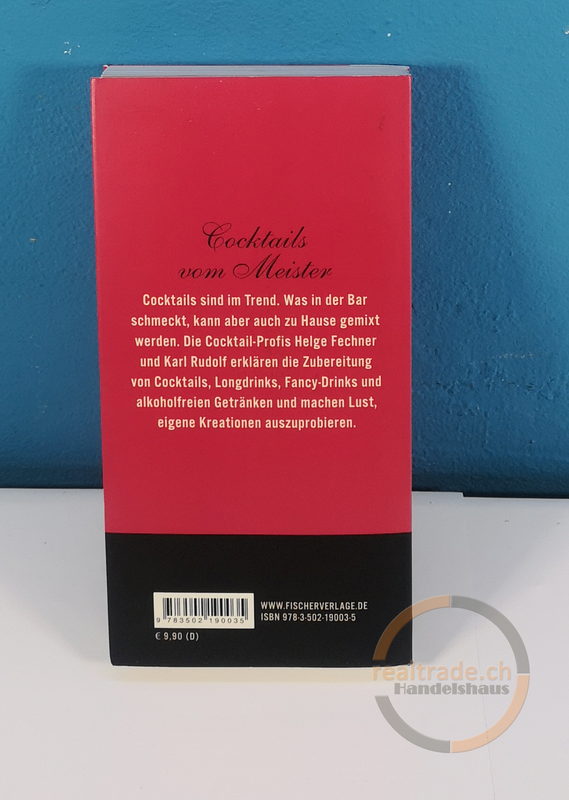 Cocktails
vom Meister
Cocktails sind im Trend. Was in der Bar
schmeckt, kann aber auch zu Hause gemixt
werden. Die Cocktail-Profis Helge Fechner
und Karl Rudolf erklären die Zubereitung
von Cocktails, Longdrinks, Fancy-Drinks und
alkoholfreien Getränken und machen Lust,
eigene Kreationen auszuprobieren.
WWW.FISCHERVERLAGE.DE
ISBN 978-3-502-19003-5
9 783502 190035
€ 9,90 (D)
realtrade.ch
Handelshaus